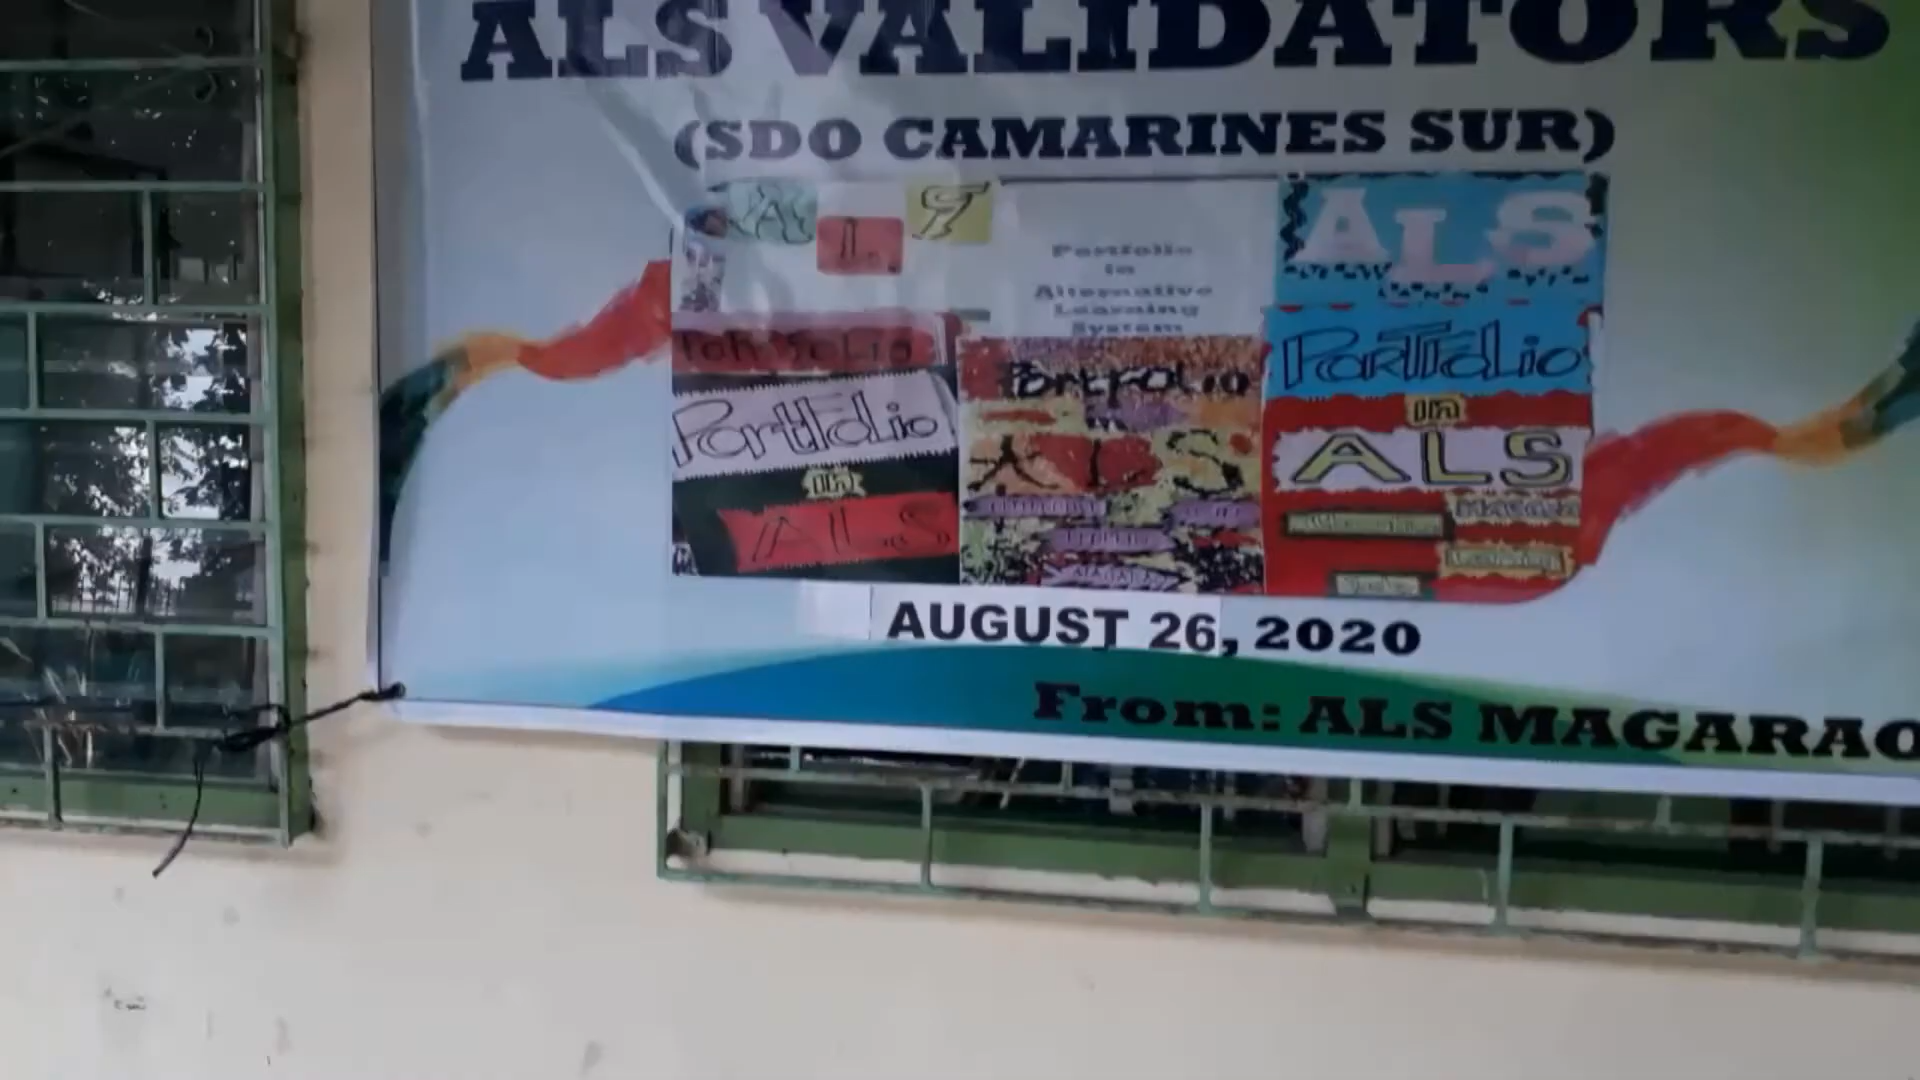 ALS VALIDATORS
(SDO CAMARINES SUR)
A L S
Portfolio
in
Alternative
Learning
System
ALS
Portfolio
Portfolio
in
ALS
Portfolio
in
ALS
Portfolio
in
ALS
AUGUST 26, 2020
From: ALS MAGARAO